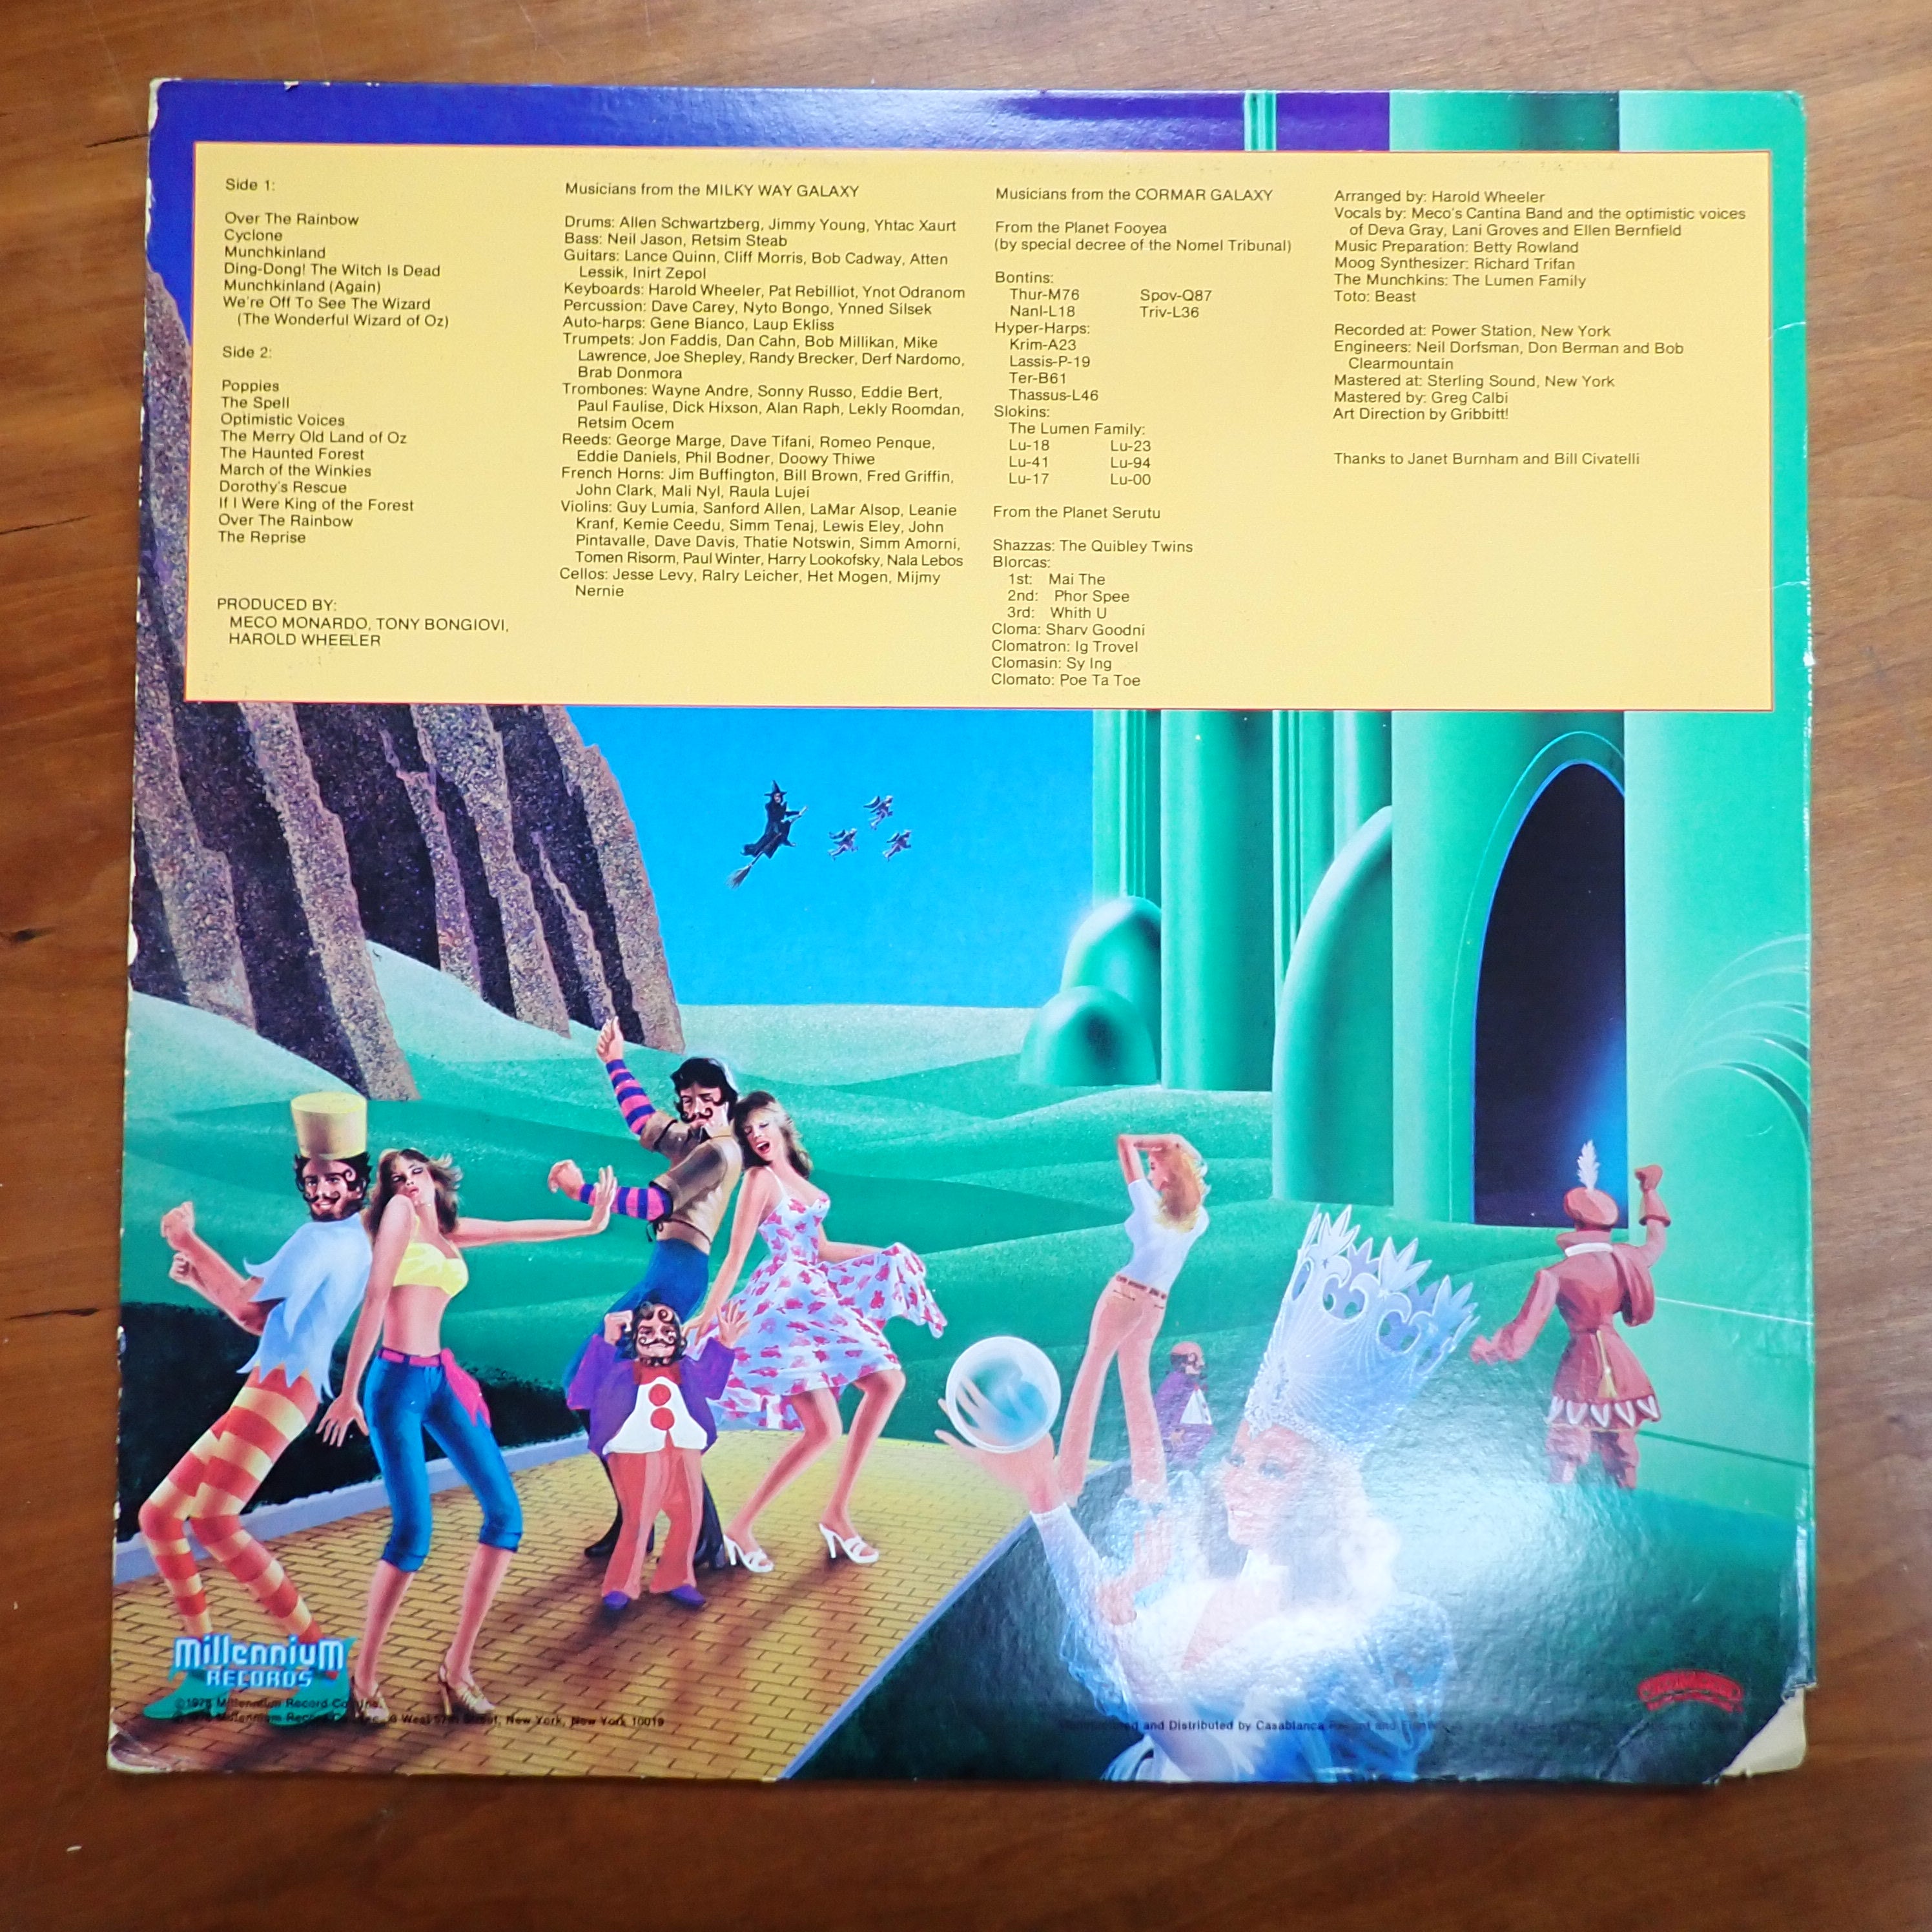 Side 1:
Over The Rainbow
Cyclone
Munchkinland
Ding-Dong! The Witch Is Dead
Munchkinland (Again)
We're Off To See The Wizard
(The Wonderful Wizard of Oz)
Side 2:
Poppies
The Spell
Optimistic Voices
The Merry Old Land of Oz
The Haunted Forest
March of the Winkies
Dorothy's Rescue
If I Were King of the Forest
Over The Rainbow
The Reprise
PRODUCED BY:
MECO MONARDO, TONY BONGIOVI,
HAROLD WHEELER
Musicians from the MILKY WAY GALAXY
Drums: Allen Schwartzberg, Jimmy Young, Yhtac Xaurt
Bass: Neil Jason, Retsim Steab
Guitars: Lance Quinn, Cliff Morris, Bob Cadway, Atten
Lessik, Inirt Zepol
Keyboards: Harold Wheeler, Pat Rebilliot, Ynot Odranom
Percussion: Dave Carey, Nyto Bongo, Ynned Silsek
Auto-harps: Gene Bianco, Laup Ekliss
Trumpets: Jon Faddis, Dan Cahn, Bob Millikan, Mike
Lawrence, Joe Shepley, Randy Brecker, Derf Nardomo,
Brab Donmora
Trombones: Wayne Andre, Sonny Russo, Eddie Bert,
Paul Faulise, Dick Hixson, Alan Raph, Lekly Roomdan,
Retsim Ocem
Reeds: George Marge, Dave Tifani, Romeo Penque,
Eddie Daniels, Phil Bodner, Doowy Thiwe
French Horns: Jim Buffington, Bill Brown, Fred Griffin,
John Clark, Mali Nyl, Raula Lujei
Violins: Guy Lumia, Sanford Allen, LaMar Alsop, Leanie
Kranf, Kemie Ceedu, Simm Tenaj, Lewis Eley, John
Pintavalle, Dave Davis, Thatie Notswin, Simm Amorni,
Tomen Risorm, Paul Winter, Harry Lookofsky, Nala Lebos
Cellos: Jesse Levy, Ralry Leicher, Het Mogen, Mijmy
Nernie
Musicians from the CORMAR GALAXY
From the Planet Fooyea
(by special decree of the Nomel Tribunal)
Bontins:
Thur-M76 Spov-Q87
Nanl-L18 Triv-L36
Hyper-Harps:
Krim-A23
Lassis-P-19
Ter-B61
Thassus-L46
Slokins:
The Lumen Family:
Lu-18 Lu-23
Lu-41 Lu-94
Lu-17 Lu-00
From the Planet Serutu
Shazzas: The Quibley Twins
Blorcas:
1st: Mai The
2nd: Phor Spee
3rd: Whith U
Cloma: Sharv Goodni
Clomatron: Ig Trovel
Clomasin: Sy Ing
Clomato: Poe Ta Toe
Arranged by: Harold Wheeler
Vocals by: Meco's Cantina Band and the optimistic voices
of Deva Gray, Lani Groves and Ellen Bernfield
Music Preparation: Betty Rowland
Moog Synthesizer: Richard Trifan
The Munchkins: The Lumen Family
Toto: Beast
Recorded at: Power Station, New York
Engineers: Neil Dorfsman, Don Berman and Bob
Clearmountain
Mastered at: Sterling Sound, New York
Mastered by: Greg Calbi
Art Direction by Gribbitt!
Thanks to Janet Burnham and Bill Civatelli
Millennium
RECORDS
©1978 Millennium Record Co., Inc.
Millennium Record Co., Inc., West 57th Street, New York, New York 10019
and Distributed by Casablanca Record and